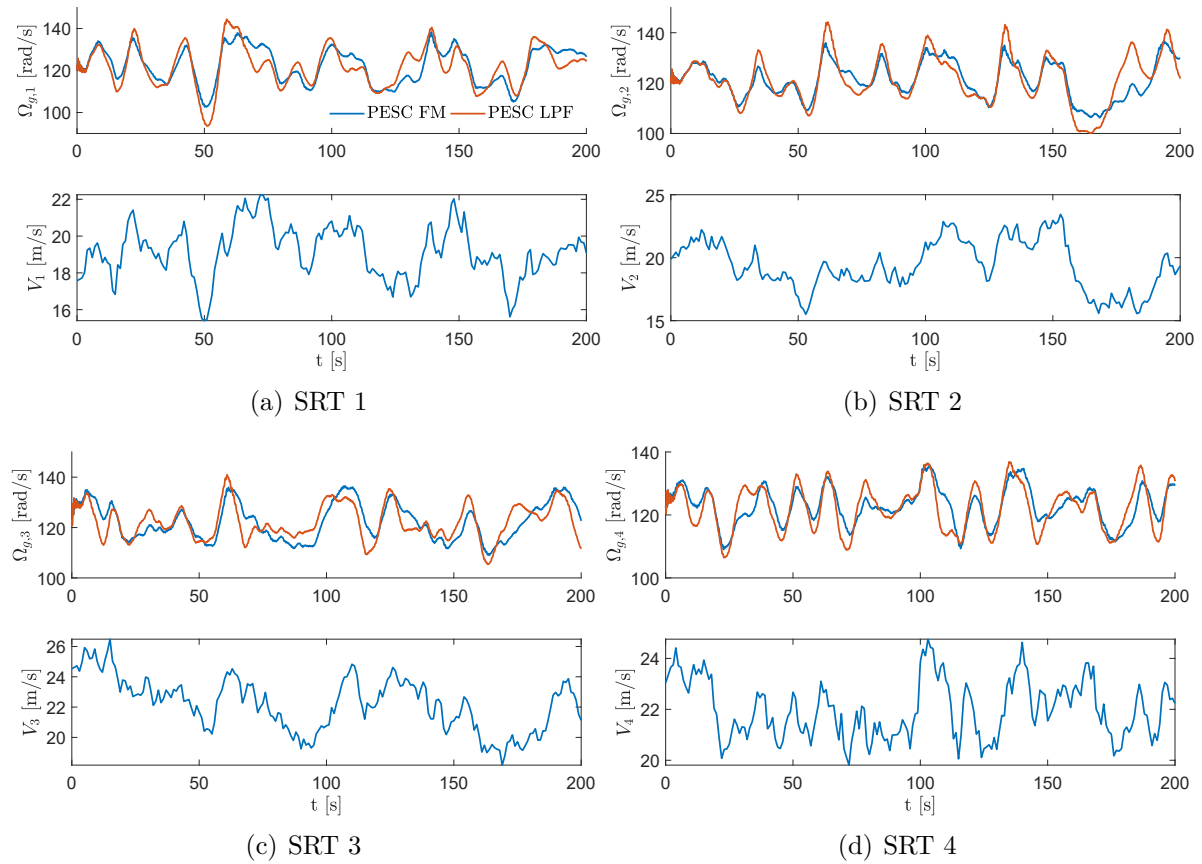 140
120
100
Ω_{g,1} [rad/s]
PESC FM PESC LPF
0 50 100 150 200
22
20
18
16
V_1 [m/s]
0 50 100 150 200
t [s]
(a) SRT 1
140
120
100
Ω_{g,2} [rad/s]
0 50 100 150 200
25
20
15
V_2 [m/s]
0 50 100 150 200
t [s]
(b) SRT 2
140
120
100
Ω_{g,3} [rad/s]
0 50 100 150 200
26
24
22
20
V_3 [m/s]
0 50 100 150 200
t [s]
(c) SRT 3
140
120
100
Ω_{g,4} [rad/s]
0 50 100 150 200
24
22
20
V_4 [m/s]
0 50 100 150 200
t [s]
(d) SRT 4